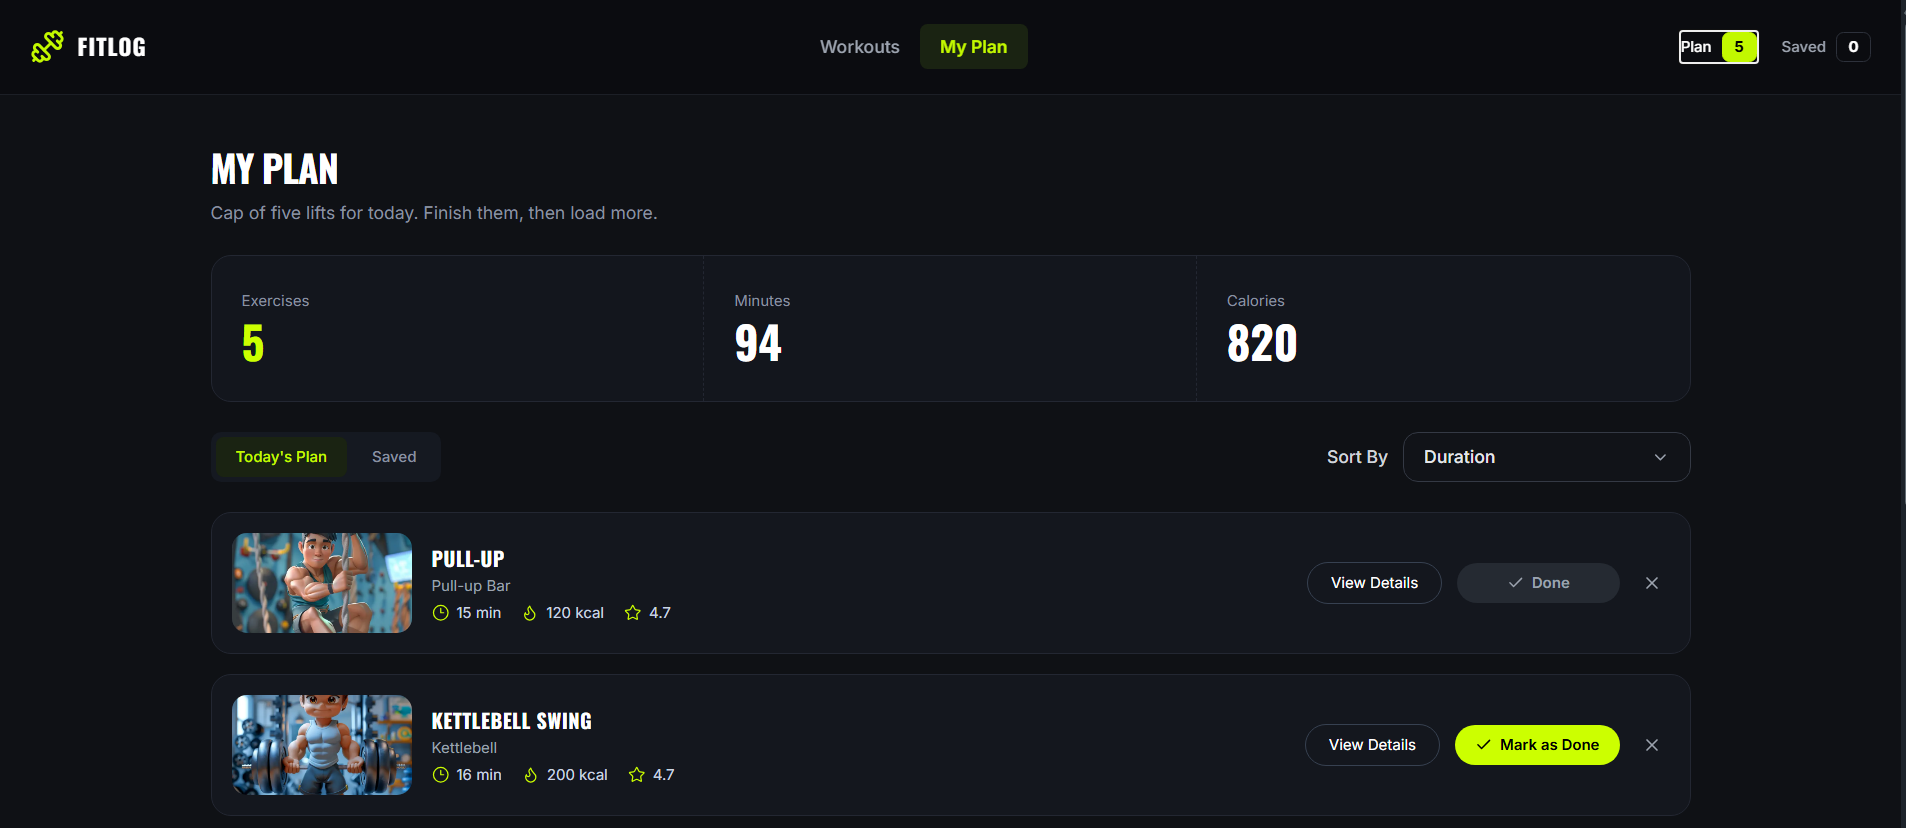 FITLOG
Workouts
My Plan
Plan 5
Saved 0
MY PLAN
Cap of five lifts for today. Finish them, then load more.
Exercises
5
Minutes
94
Calories
820
Today's Plan
Saved
Sort By
Duration
PULL-UP
Pull-up Bar
15 min 120 kcal 4.7
View Details
Done
KETTLEBELL SWING
Kettlebell
16 min 200 kcal 4.7
View Details
Mark as Done